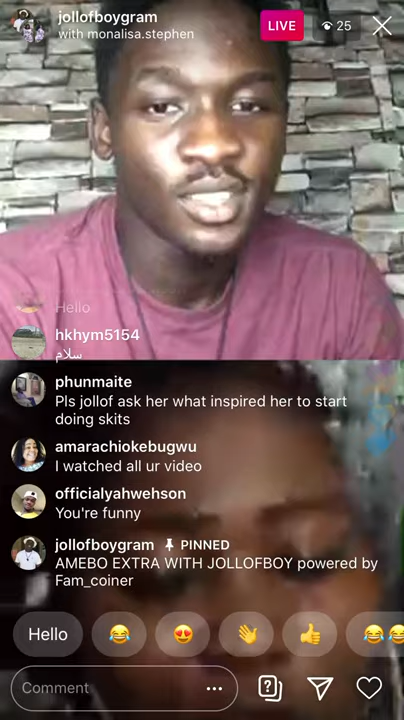 jollofboygram
with monalisa.stephen
LIVE
25
Hello
hkhym5154
سلام
phunmaite
Pls jollof ask her what inspired her to start
doing skits
amarachiokebugwu
I watched all ur video
officialyahwehson
You're funny
jollofboygram PINNED
AMEBO EXTRA WITH JOLLOFBOY powered by
Fam_coiner
Hello
Comment